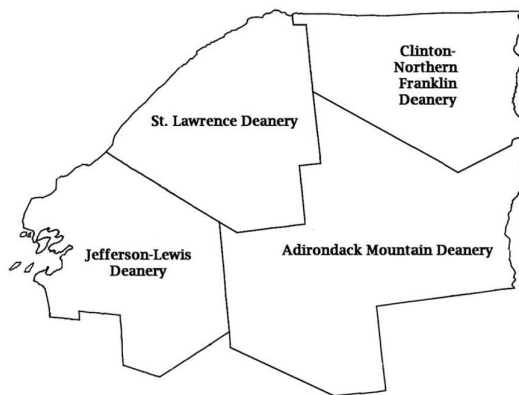 Clinton-
Northern
Franklin
Deanery
St. Lawrence Deanery
Jefferson-Lewis
Deanery
Adirondack Mountain Deanery